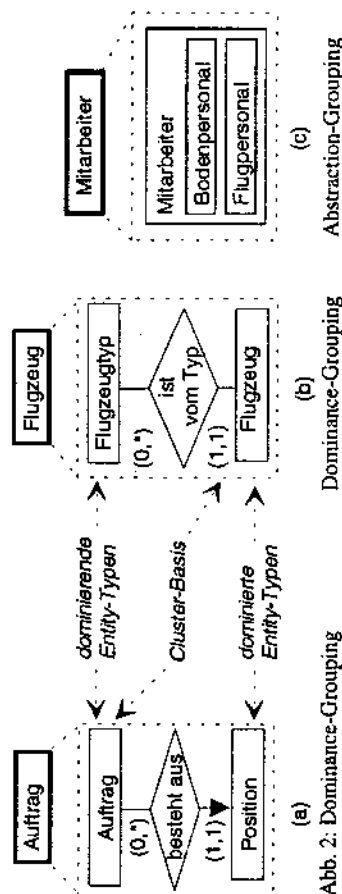 Auftrag
Auftrag
(0,*)
besteht aus
(1,1)
Position
(a)
dominierende
Entity-Typen
Cluster-Basis
dominierte
Entity-Typen
Flugzeug
Flugzeugtyp
(0,*)
ist
vom Typ
(1,1)
Flugzeug
(b)
Dominance-Grouping
Mitarbeiter
Mitarbeiter
Bodenpersonal
Flugpersonal
(c)
Abstraction-Grouping
Abb. 2: Dominance-Grouping